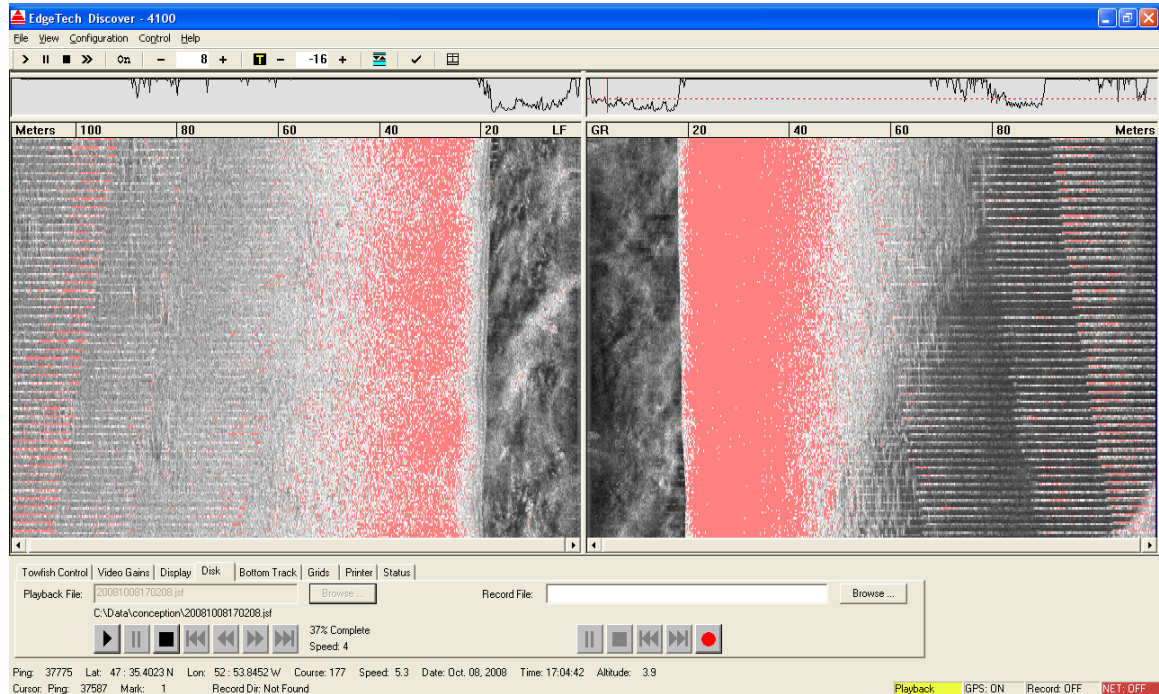 EdgeTech Discover - 4100
File View Configuration Control Help
On - 8 + T - -16 +
Meters 100 80 60 40 20 LF GR 20 40 60 80 Meters
Towfish Control Video Gains Display Disk Bottom Track Grids Printer Status
Playback File: 20081008170208.jsf Browse ... Record File: Browse ...
C:\Data\conception\20081008170208.jsf
37% Complete
Speed: 4
Ping: 37775 Lat: 47 : 35.4023 N Lon: 52 : 53.8452 W Course: 177 Speed: 5.3 Date: Oct. 08, 2008 Time: 17:04:42 Altitude: 3.9
Cursor: Ping: 37587 Mark: 1 Record Dir: Not Found Playback GPS: ON Record: OFF NET: OFF